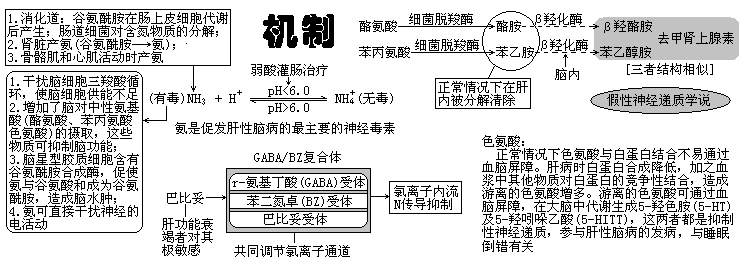 1.消化道：谷氨酰胺在肠上皮细胞代谢
后产生；肠道细菌对含氮物质的分解；
2.肾脏产氨(谷氨酰胺→氨)；
3.骨骼肌和心肌活动时产氨
机制
酪氨酸 细菌脱羧酶 酪胺 β羟化酶 β羟酪胺
苯丙氨酸 细菌脱羧酶 苯乙胺 β羟化酶 苯乙醇胺
去甲肾上腺素
脑内
[三者结构相似]
正常情况下在肝
内被分解清除
假性神经递质学说
弱酸灌肠治疗
(有毒)NH₃ + H⁺ pH<6.0 NH₄⁺(无毒)
pH>6.0
氨是促发肝性脑病的最主要的神经毒素
1.干扰脑细胞三羧酸循
环，使脑细胞供能不足
2.增加了脑对中性氨基
酸(酪氨酸、苯丙氨酸
色氨酸)的摄取，这些
物质可抑制脑功能；
3.脑星型胶质细胞含有
谷氨酰胺合成酶，促使
氨与谷氨酸和成为谷氨
酰胺，造成脑水肿；
4.氨可直接干扰神经的
电活动
GABA/BZ复合体
r-氨基丁酸(GABA)受体
苯二氮卓(BZ)受体
巴比妥受体
共同调节氯离子通道
巴比妥
肝功能衰
竭者对其
极敏感
氯离子内流
N传导抑制
色氨酸：
正常情况下色氨酸与白蛋白结合不易通过
血脑屏障。肝病时白蛋白合成降低，加之血
浆中其他物质对白蛋白的竞争性结合，造成
游离的色氨酸增多。游离的色氨酸可通过血
脑屏障，在大脑中代谢生成5-羟色胺(5-HT)
及5-羟吲哚乙酸(5-HITT)，这两者都是抑制
性神经递质，参与肝性脑病的发病，与睡眠
倒错有关